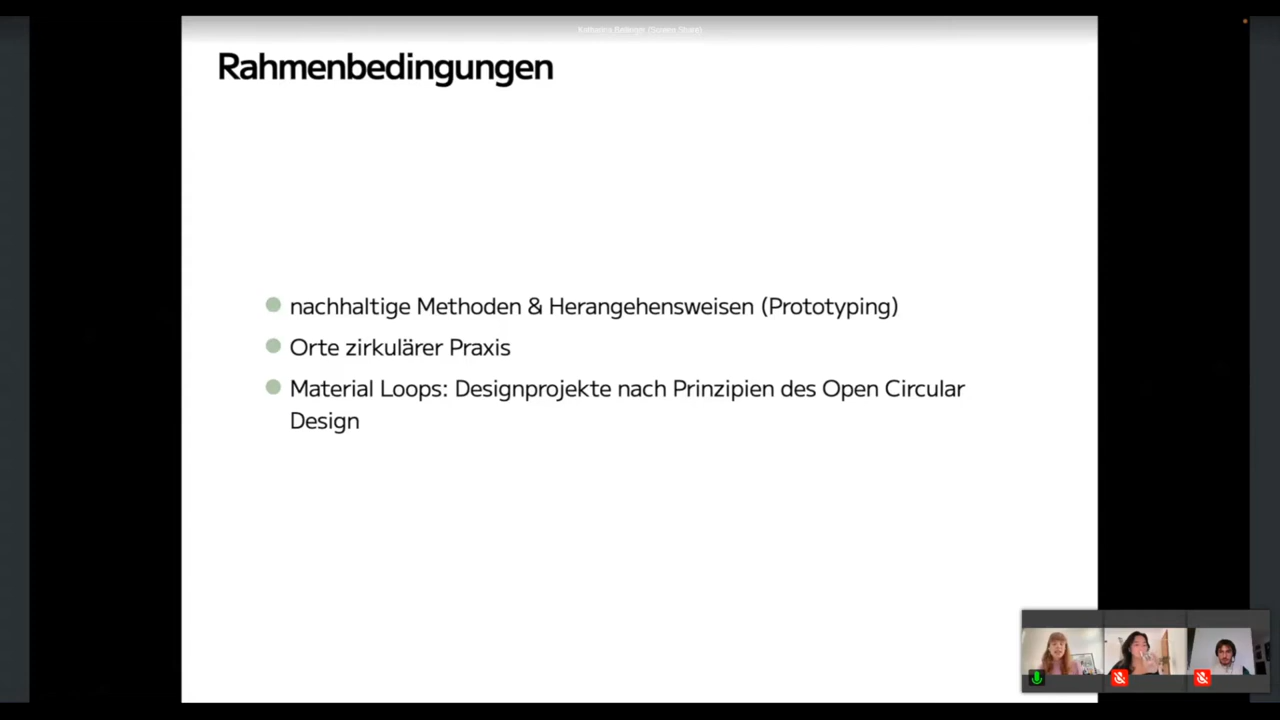 Rahmenbedingungen
nachhaltige Methoden & Herangehensweisen (Prototyping)
Orte zirkulärer Praxis
Material Loops: Designprojekte nach Prinzipien des Open Circular
Design